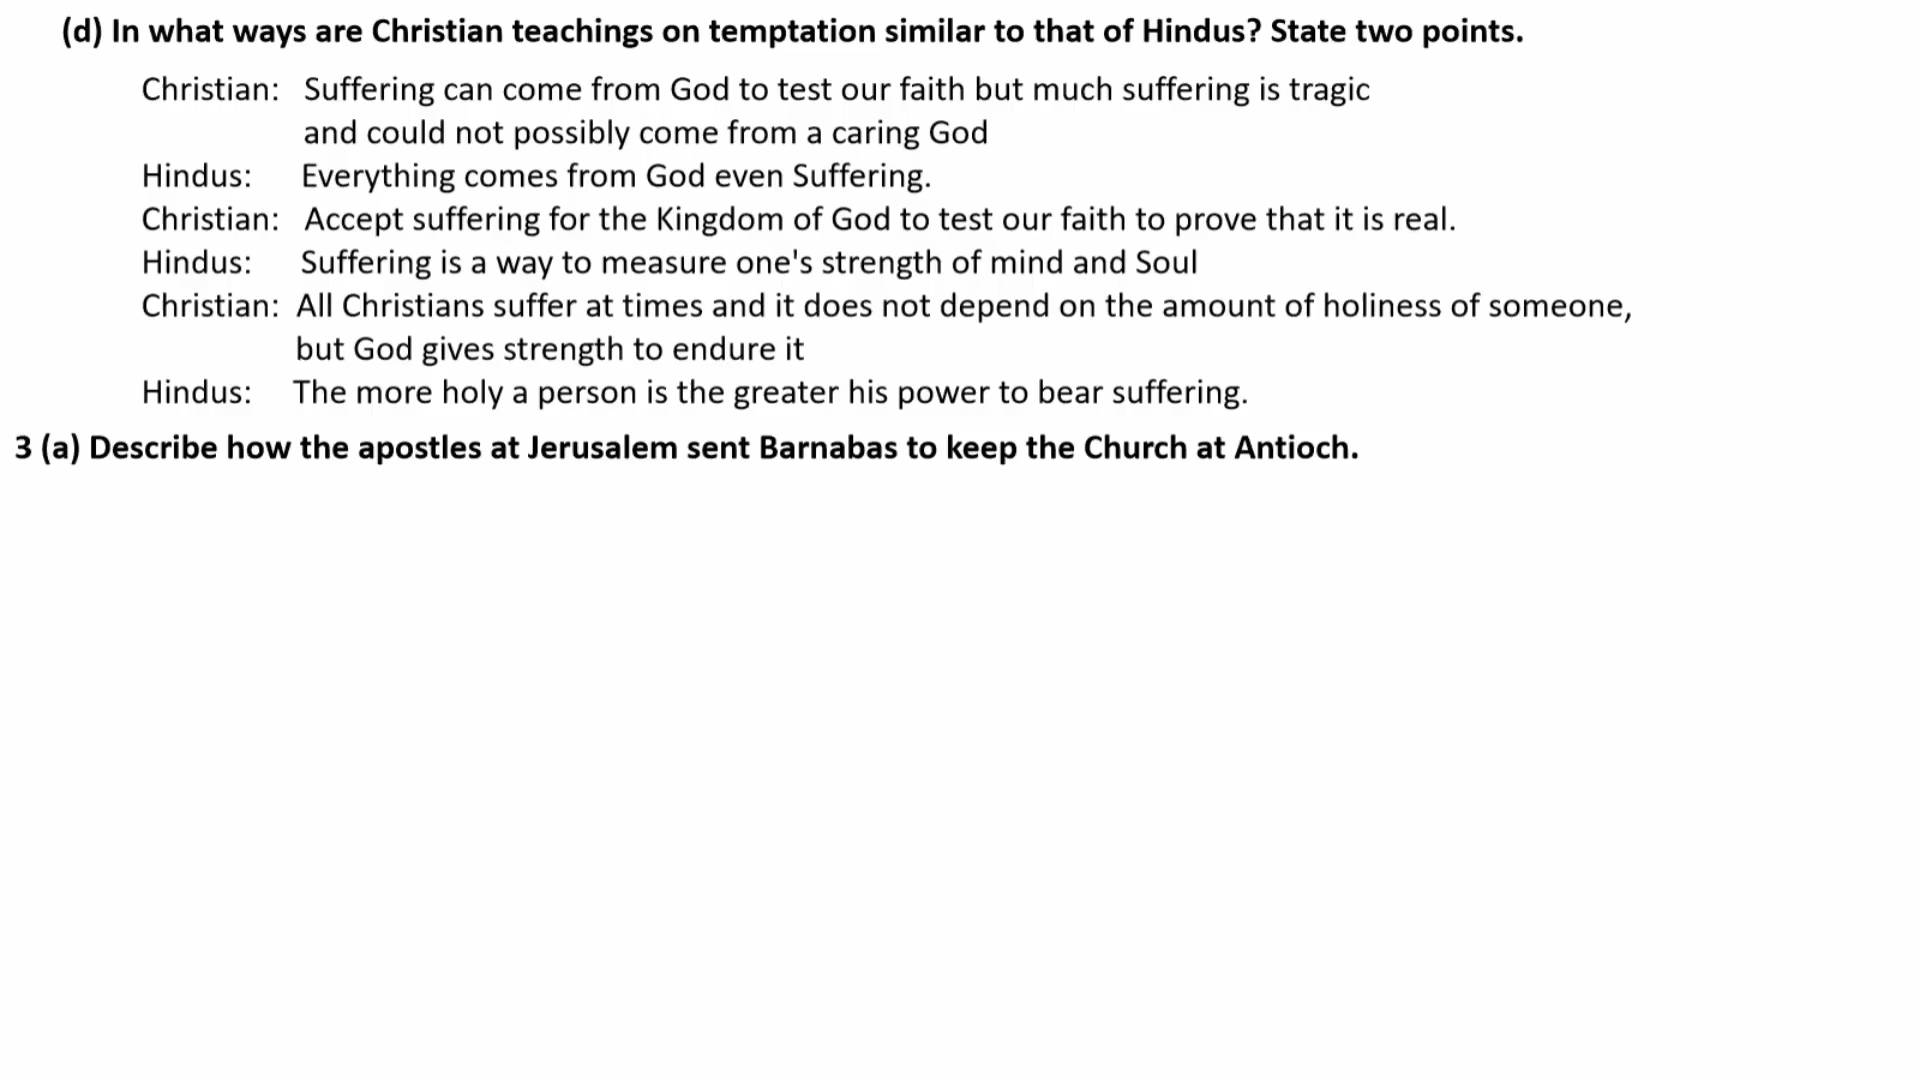 (d) In what ways are Christian teachings on temptation similar to that of Hindus? State two points.
Christian: Suffering can come from God to test our faith but much suffering is tragic
and could not possibly come from a caring God
Hindus: Everything comes from God even Suffering.
Christian: Accept suffering for the Kingdom of God to test our faith to prove that it is real.
Hindus: Suffering is a way to measure one's strength of mind and Soul
Christian: All Christians suffer at times and it does not depend on the amount of holiness of someone,
but God gives strength to endure it
Hindus: The more holy a person is the greater his power to bear suffering.
3 (a) Describe how the apostles at Jerusalem sent Barnabas to keep the Church at Antioch.